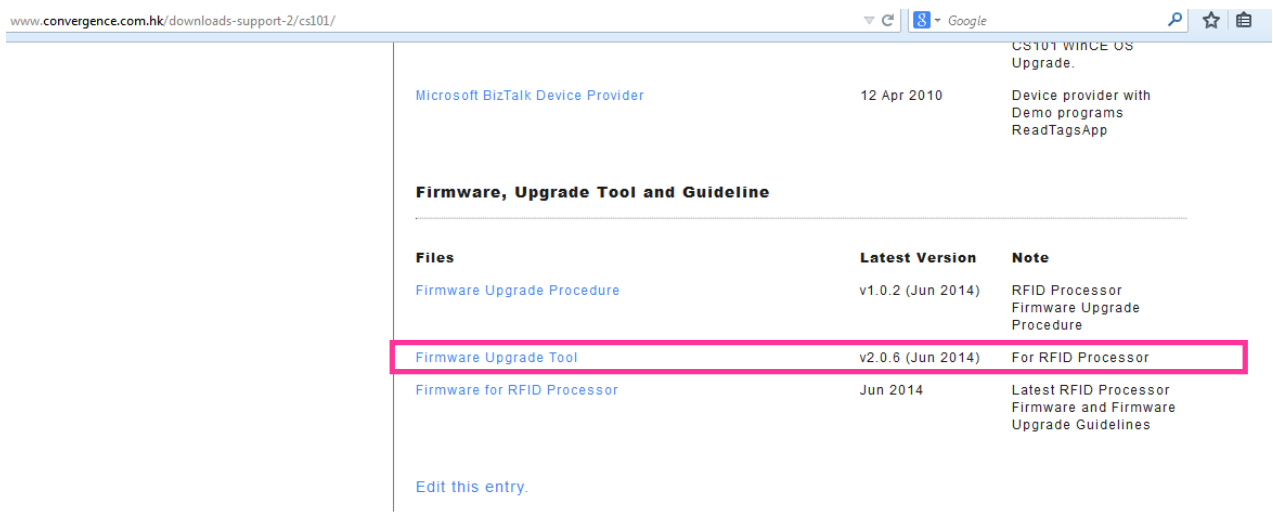 www.convergence.com.hk/downloads-support-2/cs101/ Google
CS101 WinCE OS
Upgrade.
Microsoft BizTalk Device Provider 12 Apr 2010 Device provider with
Demo programs
ReadTagsApp
Firmware, Upgrade Tool and Guideline
Files Latest Version Note
Firmware Upgrade Procedure v1.0.2 (Jun 2014) RFID Processor
Firmware Upgrade
Procedure
Firmware Upgrade Tool v2.0.6 (Jun 2014) For RFID Processor
Firmware for RFID Processor Jun 2014 Latest RFID Processor
Firmware and Firmware
Upgrade Guidelines
Edit this entry.